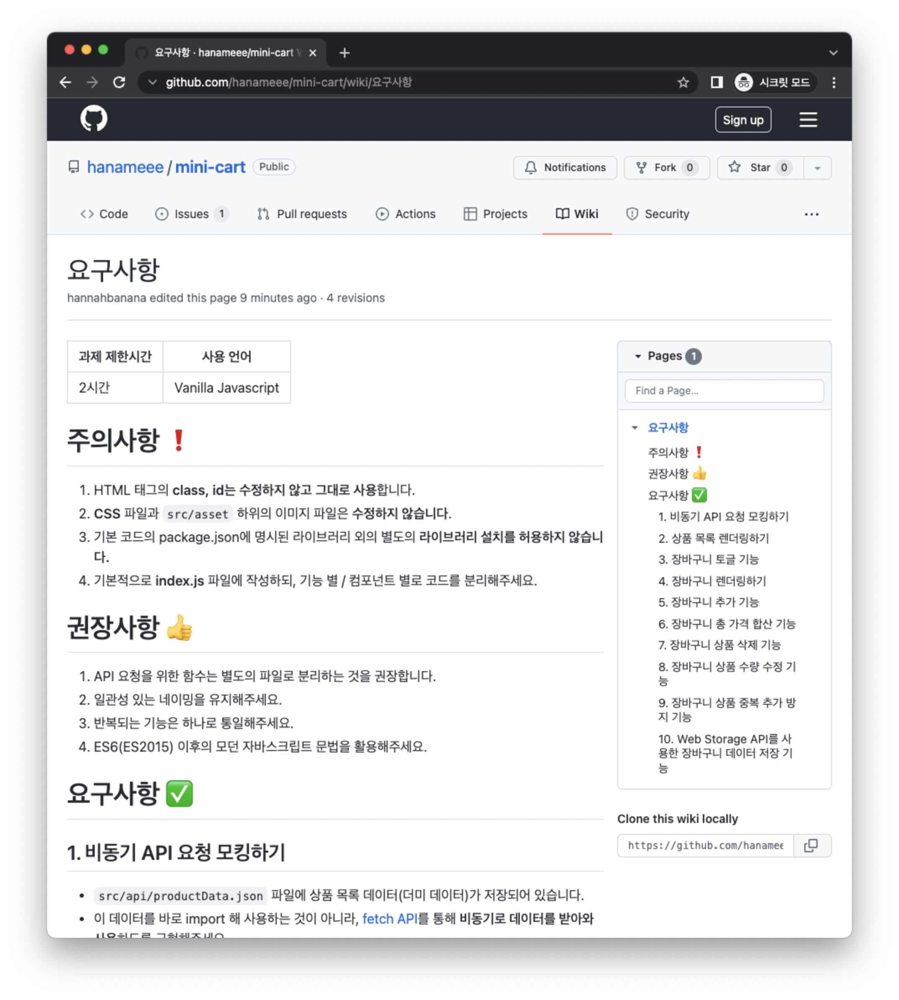 요구사항 · hanameee/mini-cart
github.com/hanameee/mini-cart/wiki/요구사항
시크릿 모드
Sign up
hanameee / mini-cart Public
Notifications
Fork 0
Star 0
Code
Issues 1
Pull requests
Actions
Projects
Wiki
Security
요구사항
hannahbanana edited this page 9 minutes ago · 4 revisions
과제 제한시간 사용 언어
2시간 Vanilla Javascript
주의사항 ❗
1. HTML 태그의 class, id는 수정하지 않고 그대로 사용합니다.
2. CSS 파일과 src/asset 하위의 이미지 파일은 수정하지 않습니다.
3. 기본 코드의 package.json에 명시된 라이브러리 외의 별도의 라이브러리 설치를 허용하지 않습니
다.
4. 기본적으로 index.js 파일에 작성하되, 기능 별 / 컴포넌트 별로 코드를 분리해주세요.
권장사항 👍
1. API 요청을 위한 함수는 별도의 파일로 분리하는 것을 권장합니다.
2. 일관성 있는 네이밍을 유지해주세요.
3. 반복되는 기능은 하나로 통일해주세요.
4. ES6(ES2015) 이후의 모던 자바스크립트 문법을 활용해주세요.
요구사항 ✅
1. 비동기 API 요청 모킹하기
• src/api/productData.json 파일에 상품 목록 데이터(더미 데이터)가 저장되어 있습니다.
• 이 데이터를 바로 import 해 사용하는 것이 아니라, fetch API를 통해 비동기로 데이터를 받아와
Pages 1
Find a Page...
요구사항
주의사항 ❗
권장사항 👍
요구사항 ✅
1. 비동기 API 요청 모킹하기
2. 상품 목록 렌더링하기
3. 장바구니 토글 기능
4. 장바구니 렌더링하기
5. 장바구니 추가 기능
6. 장바구니 총 가격 합산 기능
7. 장바구니 상품 삭제 기능
8. 장바구니 상품 수량 수정 기
능
9. 장바구니 상품 중복 추가 방
지 기능
10. Web Storage API를 사
용한 장바구니 데이터 저장 기
능
Clone this wiki locally
https://github.com/hanamee